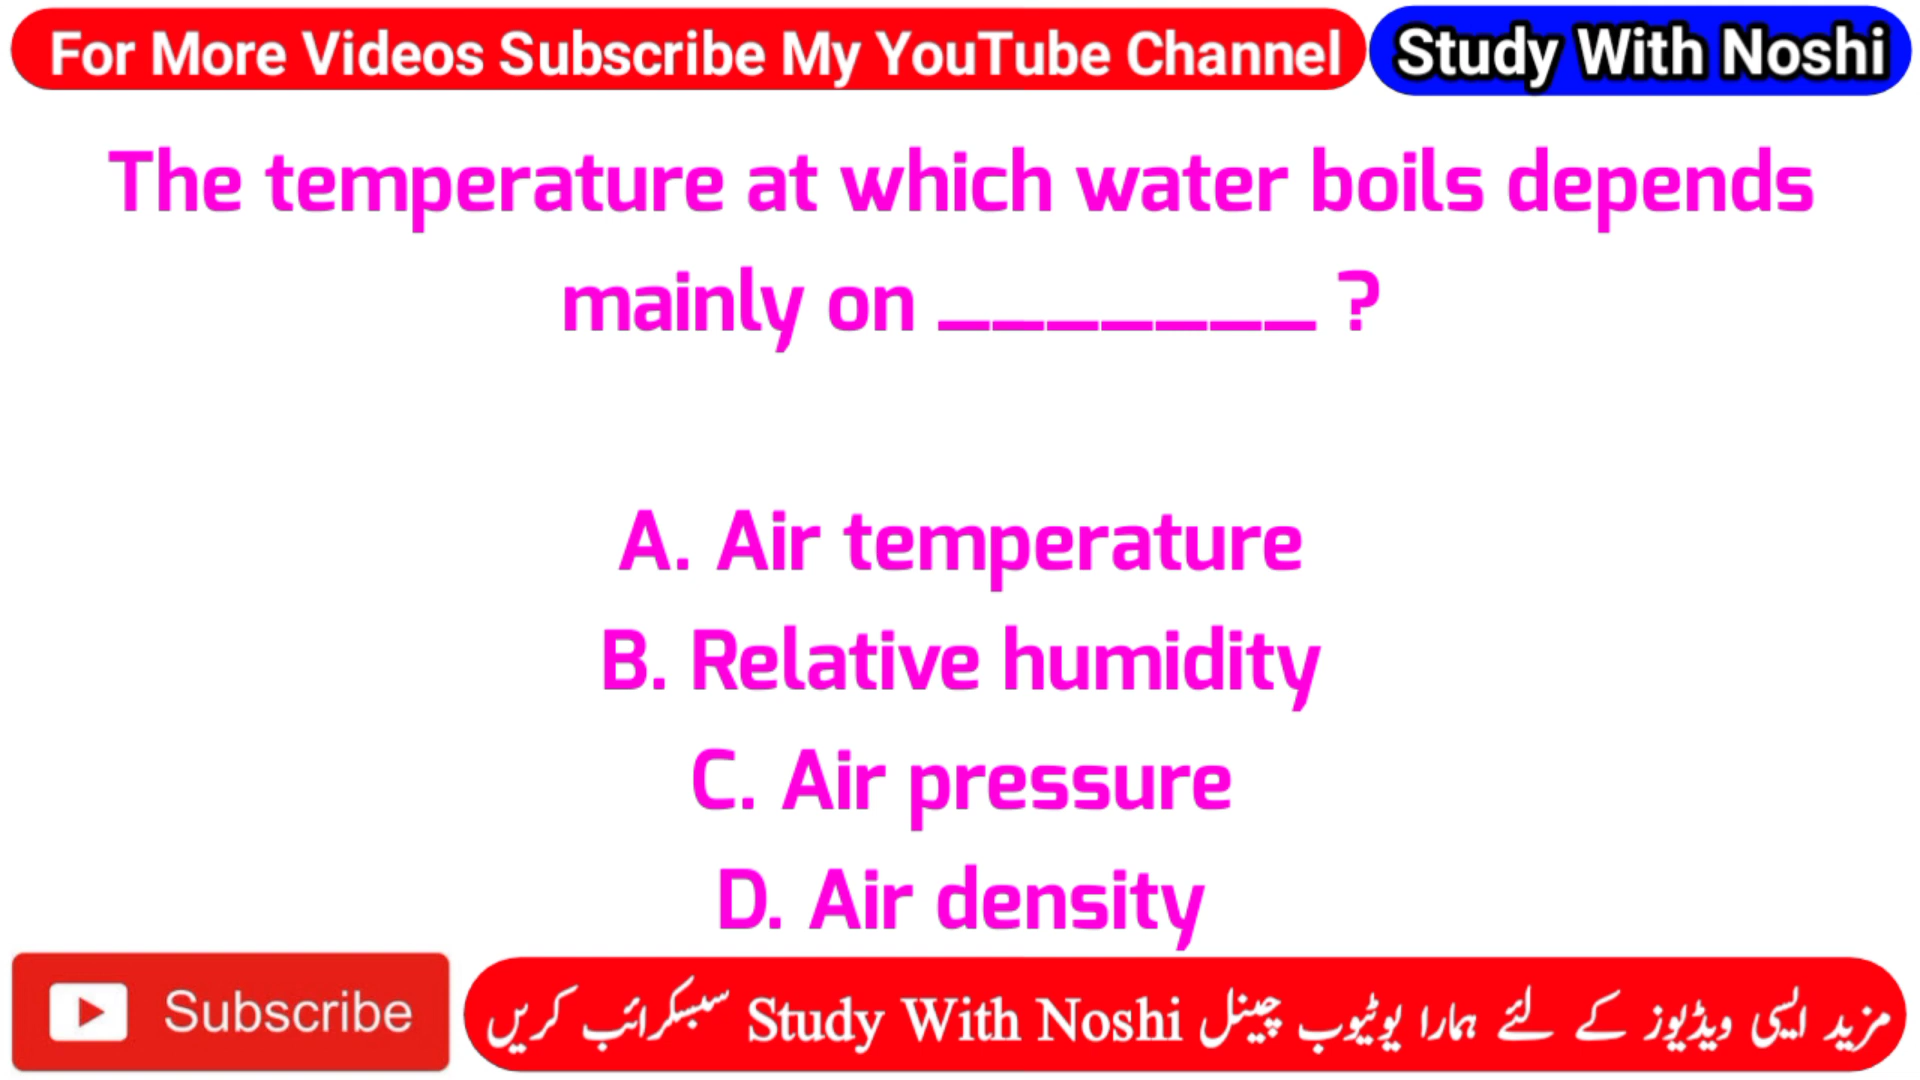 For More Videos Subscribe My YouTube Channel
Study With Noshi
The temperature at which water boils depends
mainly on _______ ?
A. Air temperature
B. Relative humidity
C. Air pressure
D. Air density
Subscribe
مزید ایسی ویڈیوز کے لئے ہمارا یوٹیوب چینل Study With Noshi سبسکرائب کریں